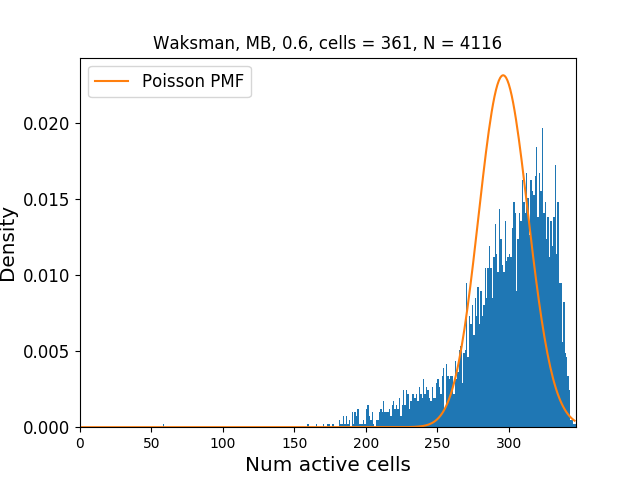 Waksman, MB, 0.6, cells = 361, N = 4116
Poisson PMF
0.020
0.015
0.010
0.005
0.000
Density
0 50 100 150 200 250 300
Num active cells